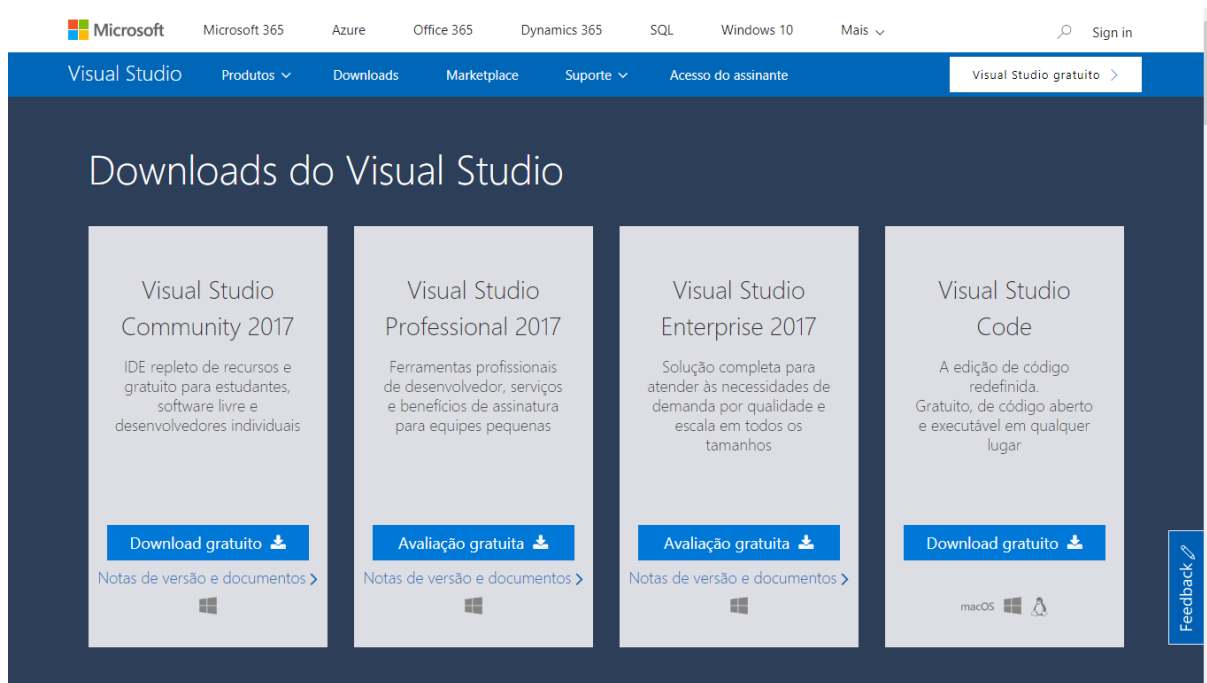 Microsoft Microsoft 365 Azure Office 365 Dynamics 365 SQL Windows 10 Mais Sign in
Visual Studio Produtos Downloads Marketplace Suporte Acesso do assinante Visual Studio gratuito
Downloads do Visual Studio
Visual Studio
Community 2017
IDE repleto de recursos e
gratuito para estudantes,
software livre e
desenvolvedores individuais
Download gratuito
Notas de versão e documentos
Visual Studio
Professional 2017
Ferramentas profissionais
de desenvolvedor, serviços
e benefícios de assinatura
para equipes pequenas
Avaliação gratuita
Notas de versão e documentos
Visual Studio
Enterprise 2017
Solução completa para
atender às necessidades de
demanda por qualidade e
escala em todos os
tamanhos
Avaliação gratuita
Notas de versão e documentos
Visual Studio
Code
A edição de código
redefinida.
Gratuito, de código aberto
e executável em qualquer
lugar
Download gratuito
macOS
Feedback